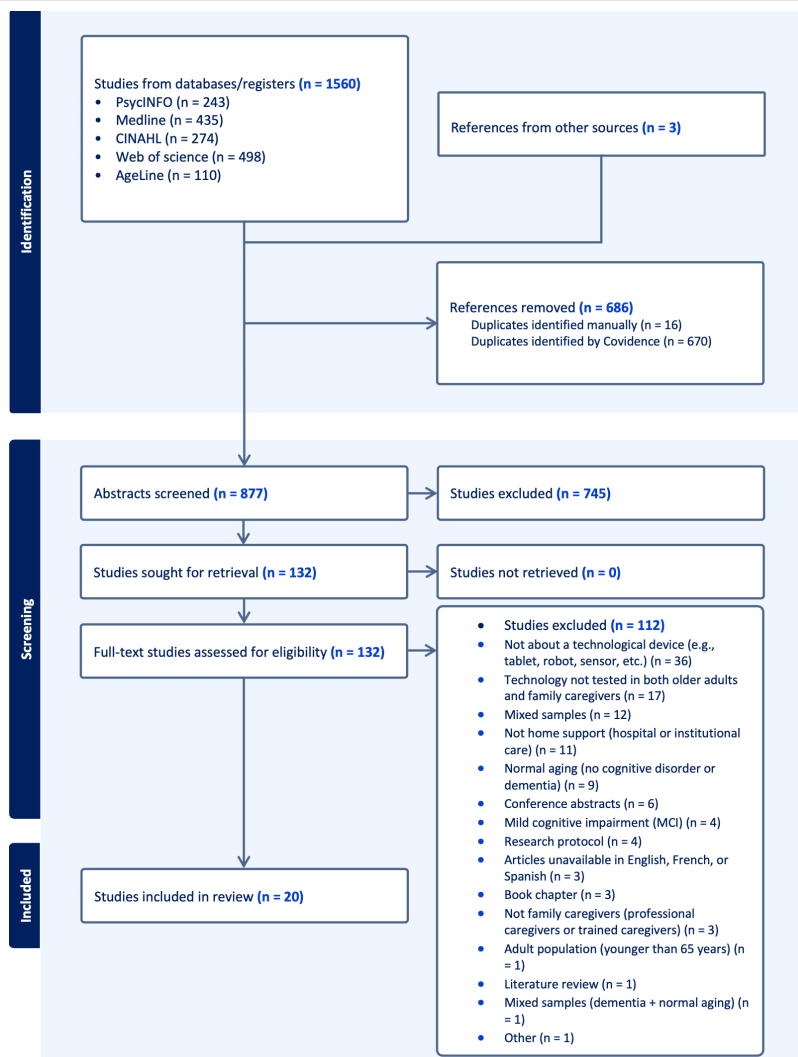 Identification
Studies from databases/registers (n = 1560)
• PsycINFO (n = 243)
• Medline (n = 435)
• CINAHL (n = 274)
• Web of science (n = 498)
• AgeLine (n = 110)
References from other sources (n = 3)
References removed (n = 686)
Duplicates identified manually (n = 16)
Duplicates identified by Covidence (n = 670)
Screening
Abstracts screened (n = 877)
Studies excluded (n = 745)
Studies sought for retrieval (n = 132)
Studies not retrieved (n = 0)
Full-text studies assessed for eligibility (n = 132)
• Studies excluded (n = 112)
• Not about a technological device (e.g.,
tablet, robot, sensor, etc.) (n = 36)
• Technology not tested in both older adults
and family caregivers (n = 17)
• Mixed samples (n = 12)
• Not home support (hospital or institutional
care) (n = 11)
• Normal aging (no cognitive disorder or
dementia) (n = 9)
• Conference abstracts (n = 6)
• Mild cognitive impairment (MCI) (n = 4)
• Research protocol (n = 4)
• Articles unavailable in English, French, or
Spanish (n = 3)
• Book chapter (n = 3)
• Not family caregivers (professional
caregivers or trained caregivers) (n = 3)
• Adult population (younger than 65 years) (n
= 1)
• Literature review (n = 1)
• Mixed samples (dementia + normal aging) (n
= 1)
• Other (n = 1)
Included
Studies included in review (n = 20)